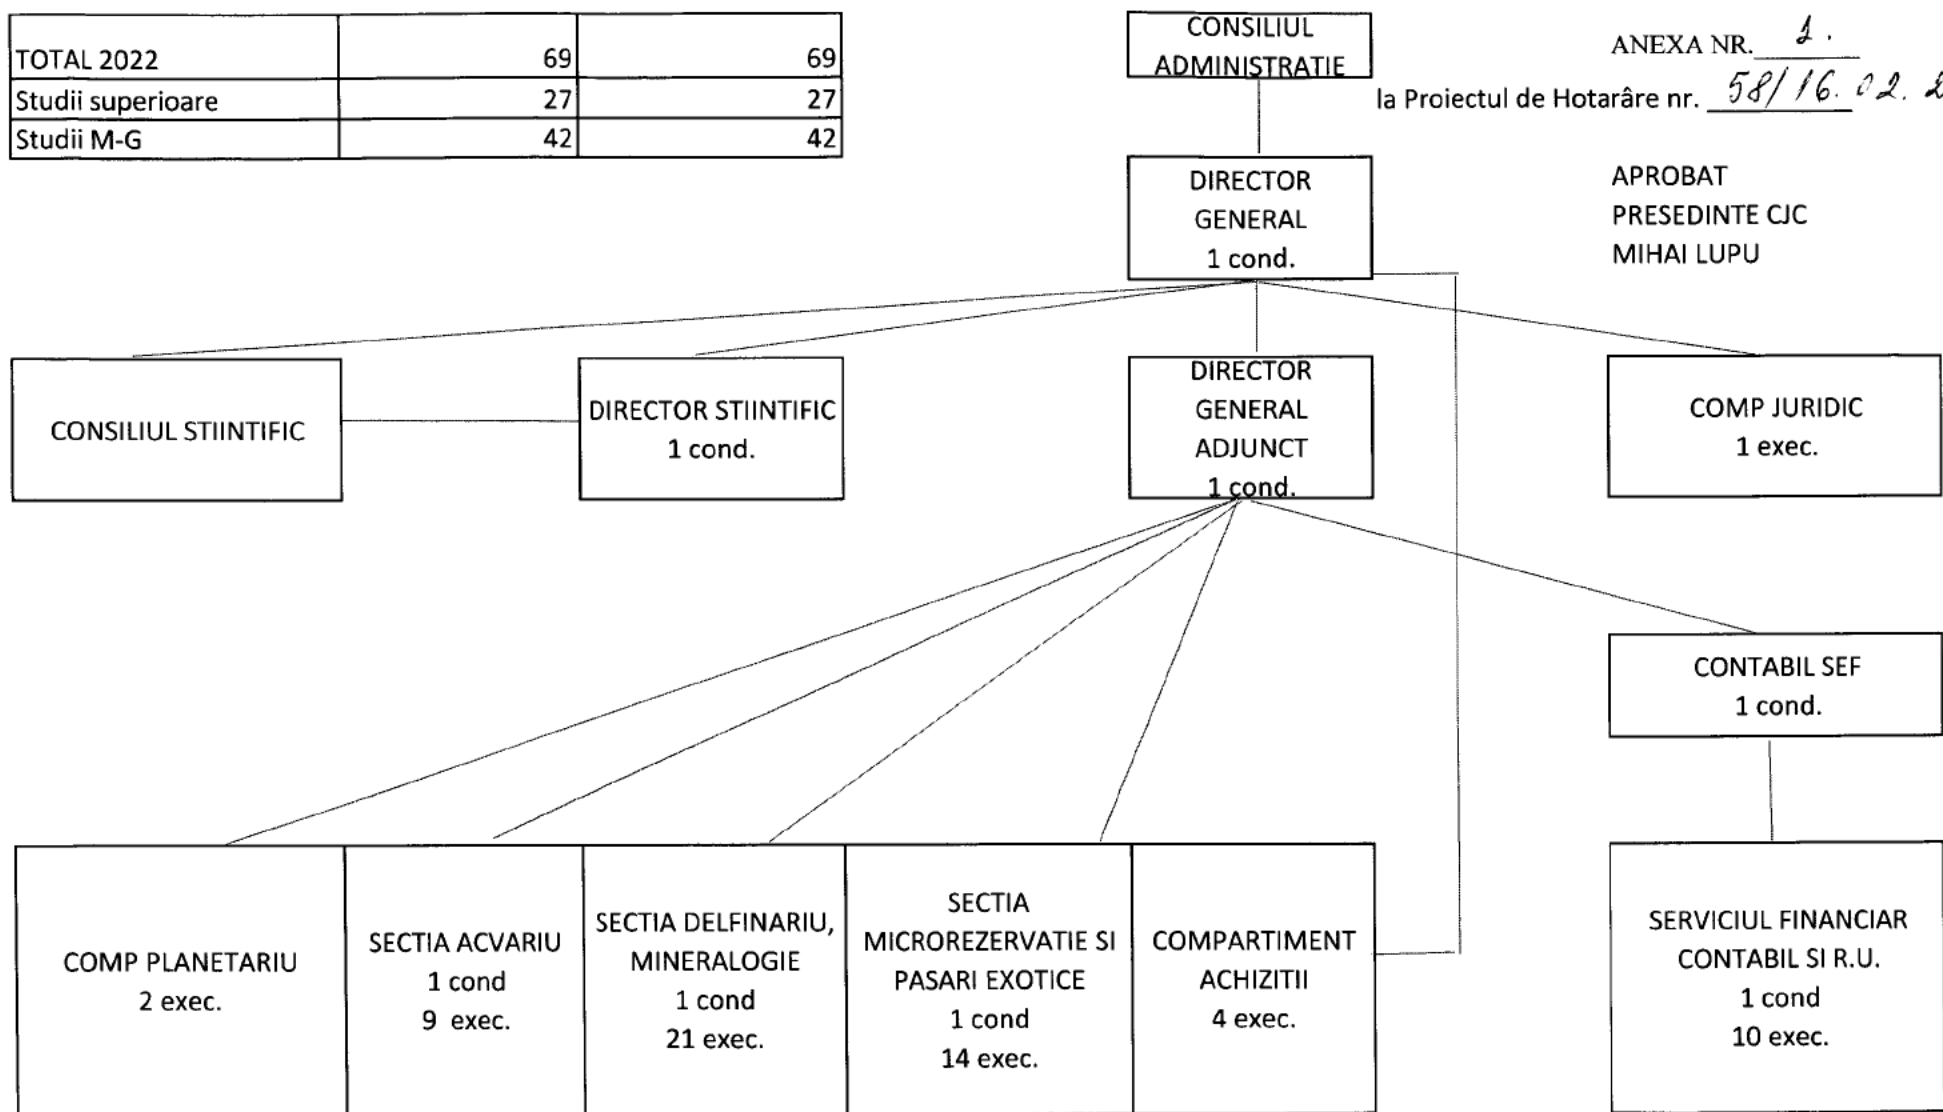 TOTAL 2022 69 69
Studii superioare 27 27
Studii M-G 42 42
CONSILIUL
ADMINISTRATIE
ANEXA NR. 1.
la Proiectul de Hotarâre nr. 58/16.02.2
APROBAT
PRESEDINTE CJC
MIHAI LUPU
DIRECTOR
GENERAL
1 cond.
CONSILIUL STIINTIFIC
DIRECTOR STIINTIFIC
1 cond.
DIRECTOR
GENERAL
ADJUNCT
1 cond.
COMP JURIDIC
1 exec.
CONTABIL SEF
1 cond.
COMP PLANETARIU
2 exec.
SECTIA ACVARIU
1 cond
9 exec.
SECTIA DELFINARIU,
MINERALOGIE
1 cond
21 exec.
SECTIA
MICROREZERVATIE SI
PASARI EXOTICE
1 cond
14 exec.
COMPARTIMENT
ACHIZITII
4 exec.
SERVICIUL FINANCIAR
CONTABIL SI R.U.
1 cond
10 exec.